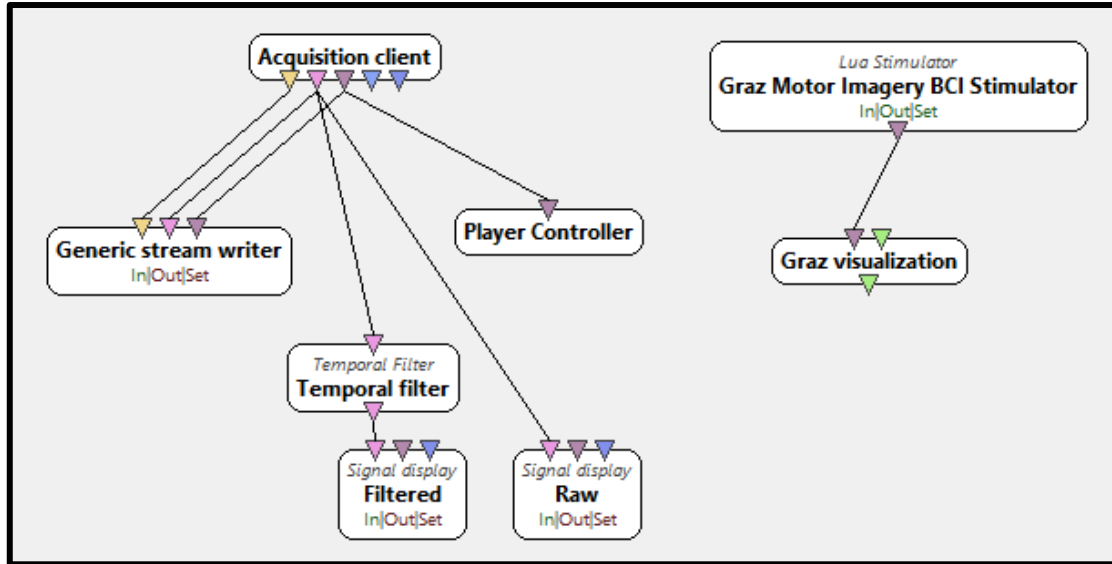 Acquisition client
Lua Stimulator
Graz Motor Imagery BCI Stimulator
In|Out|Set
Generic stream writer
In|Out|Set
Player Controller
Graz visualization
Temporal Filter
Temporal filter
Signal display
Filtered
In|Out|Set
Signal display
Raw
In|Out|Set